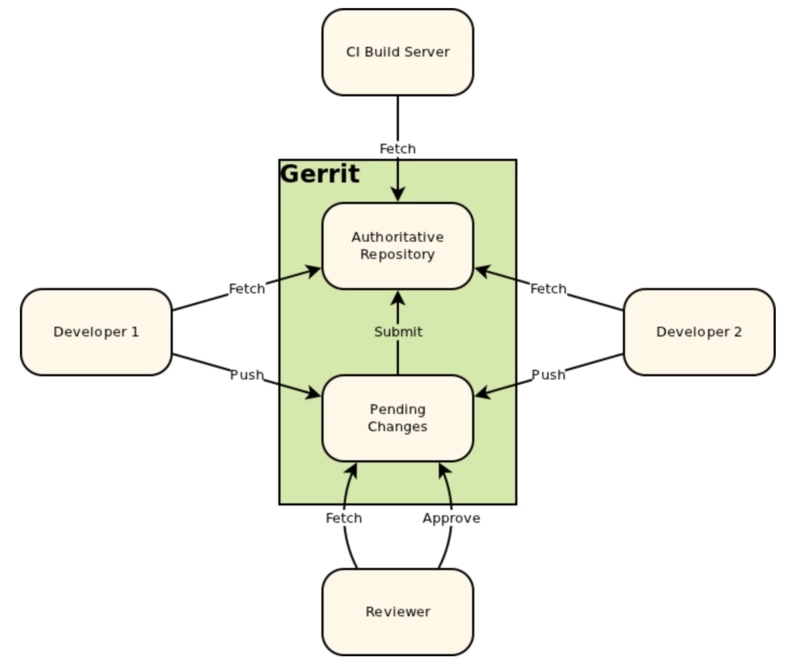 CI Build Server
Fetch
Gerrit
Authoritative
Repository
Fetch
Fetch
Developer 1
Submit
Developer 2
Push
Push
Pending
Changes
Fetch
Approve
Reviewer